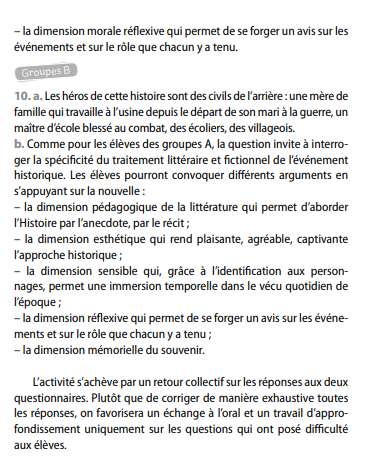 – la dimension morale réflexive qui permet de se forger un avis sur les
événements et sur le rôle que chacun y a tenu.
Groupes B
10. a. Les héros de cette histoire sont des civils de l'arrière : une mère de
famille qui travaille à l'usine depuis le départ de son mari à la guerre, un
maître d'école blessé au combat, des écoliers, des villageois.
b. Comme pour les élèves des groupes A, la question invite à interro-
ger la spécificité du traitement littéraire et fictionnel de l'événement
historique. Les élèves pourront convoquer différents arguments en
s'appuyant sur la nouvelle :
– la dimension pédagogique de la littérature qui permet d'aborder
l'Histoire par l'anecdote, par le récit ;
– la dimension esthétique qui rend plaisante, agréable, captivante
l'approche historique ;
– la dimension sensible qui, grâce à l'identification aux person-
nages, permet une immersion temporelle dans le vécu quotidien de
l'époque ;
– la dimension réflexive qui permet de se forger un avis sur les événe-
ments et sur le rôle que chacun y a tenu ;
– la dimension mémorielle du souvenir.
L'activité s'achève par un retour collectif sur les réponses aux deux
questionnaires. Plutôt que de corriger de manière exhaustive toutes
les réponses, on favorisera un échange à l'oral et un travail d'appro-
fondissement uniquement sur les questions qui ont posé difficulté
aux élèves.